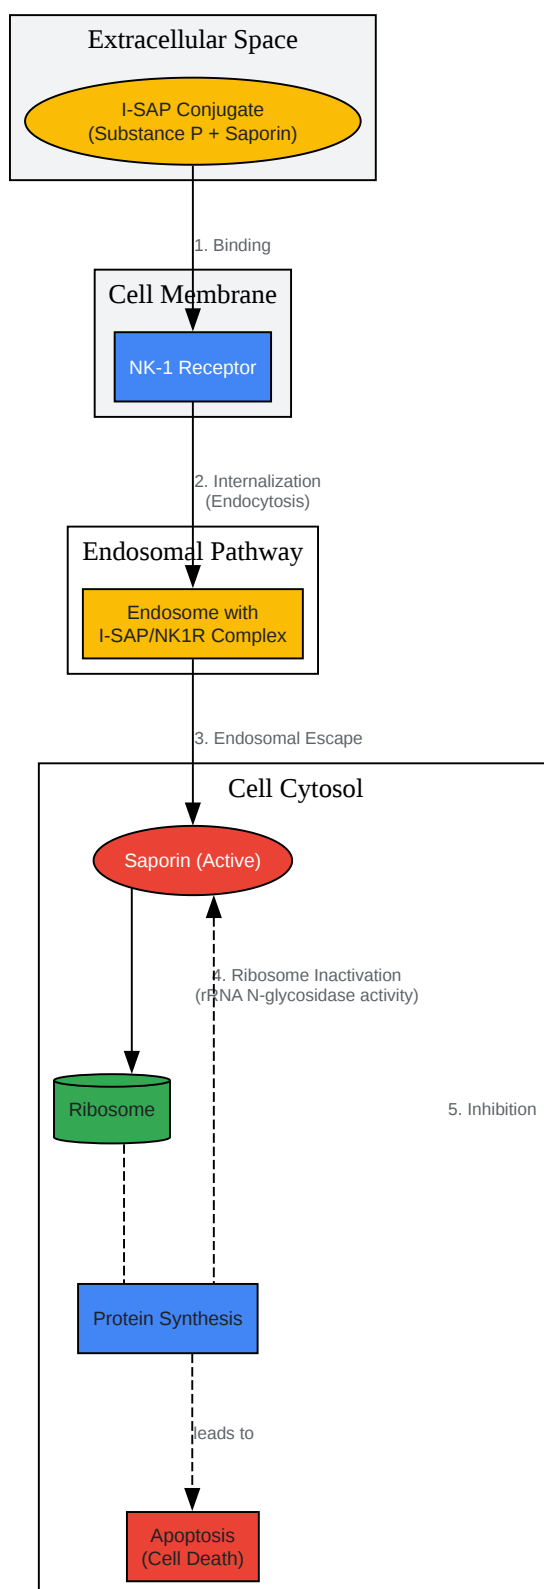 Extracellular Space
I-SAP Conjugate
(Substance P + Saporin)
1. Binding
Cell Membrane
NK-1 Receptor
2. Internalization
(Endocytosis)
Endosomal Pathway
Endosome with
I-SAP/NK1R Complex
3. Endosomal Escape
Cell Cytosol
Saporin (Active)
4. Ribosome Inactivation
(rRNA N-glycosidase activity)
Ribosome
5. Inhibition
Protein Synthesis
leads to
Apoptosis
(Cell Death)